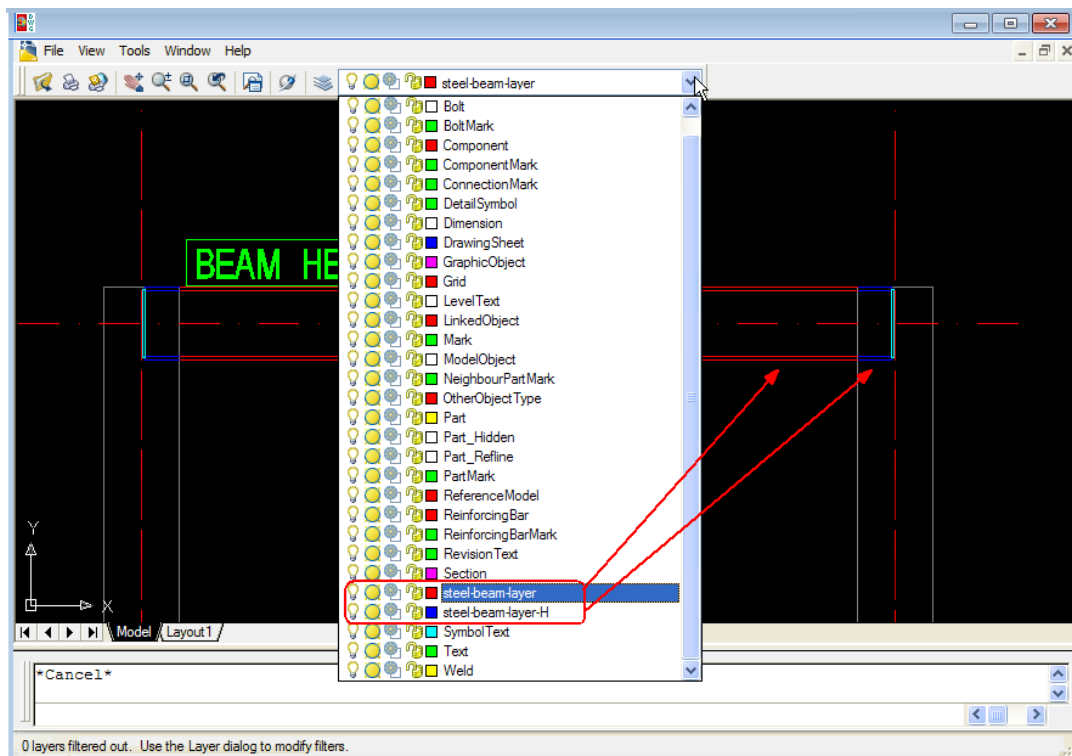 DWG
File View Tools Window Help
steel-beam-layer
Bolt
BoltMark
Component
ComponentMark
ConnectionMark
DetailSymbol
Dimension
DrawingSheet
GraphicObject
Grid
LevelText
LinkedObject
Mark
ModelObject
NeighbourPartMark
OtherObjectType
Part
Part_Hidden
Part_Refline
PartMark
ReferenceModel
ReinforcingBar
ReinforcingBarMark
RevisionText
Section
steel-beam-layer
steel-beam-layer-H
SymbolText
Text
Weld
BEAM HE
Y
X
Model Layout1
*Cancel*
0 layers filtered out. Use the Layer dialog to modify filters.